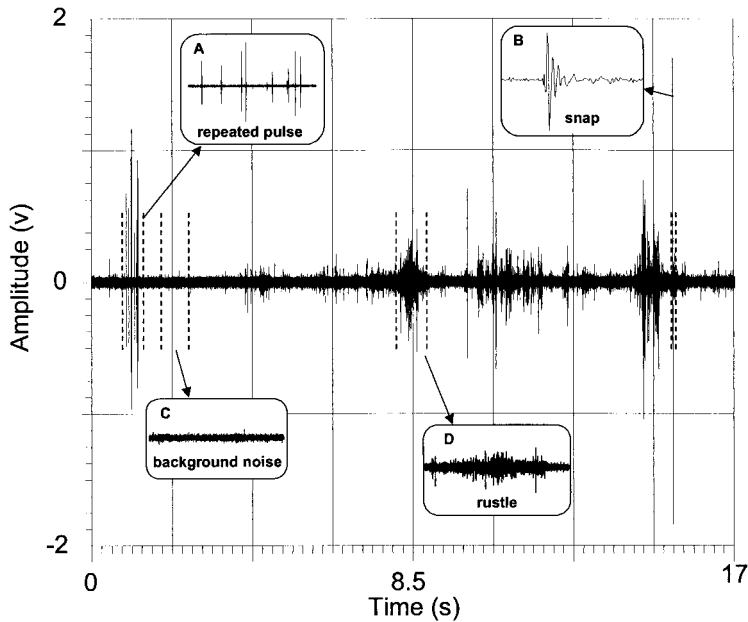 2
A
repeated pulse
B
snap
Amplitude (v)
0
C
background noise
D
rustle
-2
0
8.5
17
Time (s)